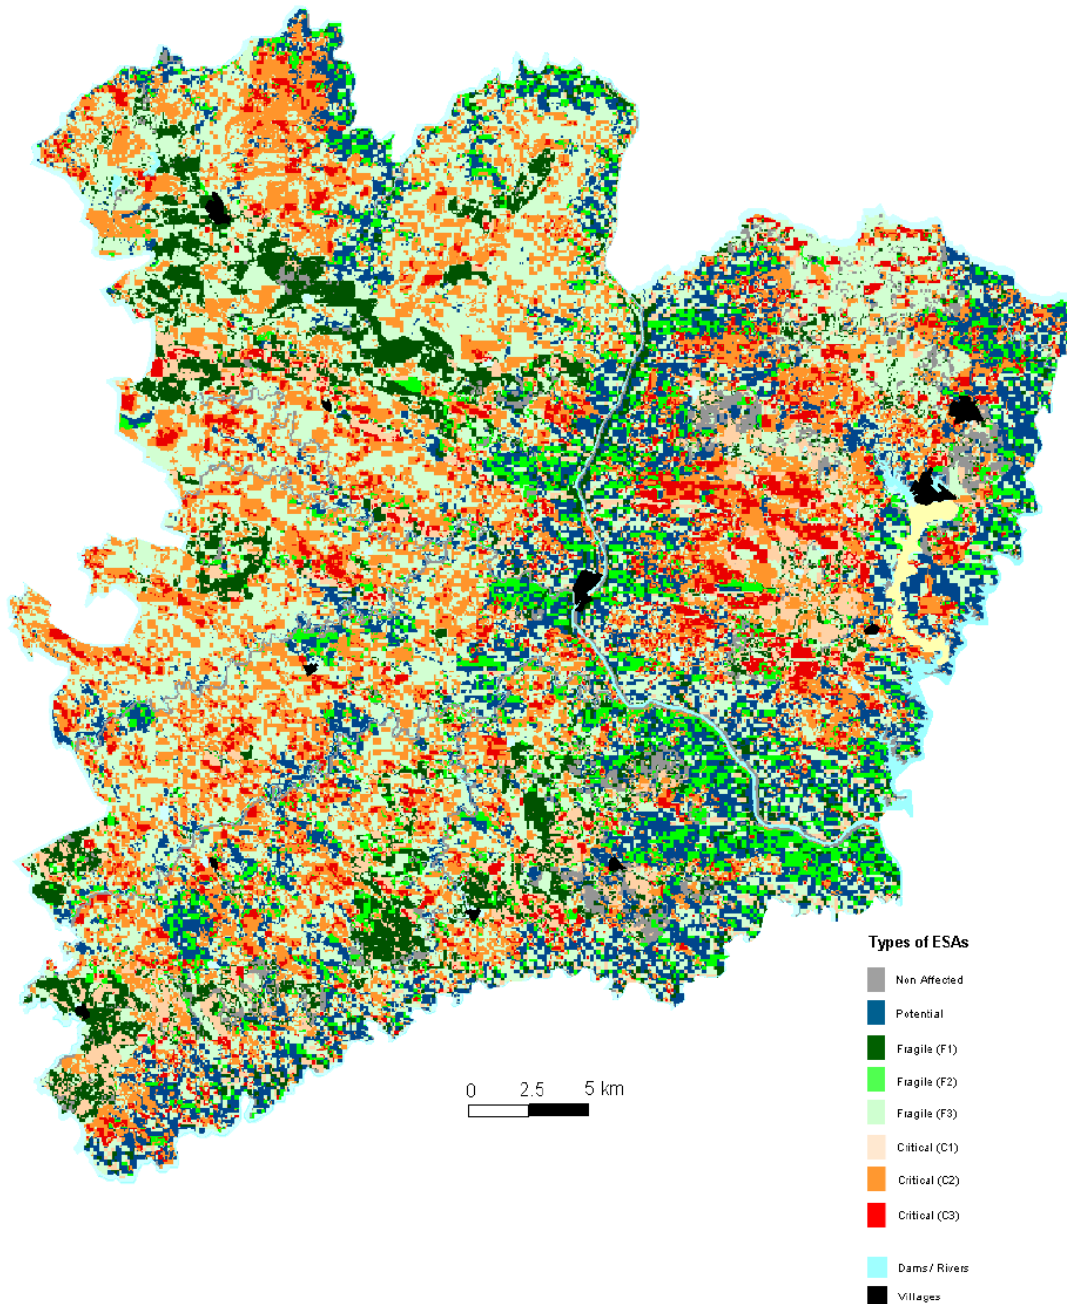 Types of ESAs
Non Affected
Potential
Fragile (F1)
Fragile (F2)
Fragile (F3)
Critical (C1)
Critical (C2)
Critical (C3)
Dams / Rivers
Villages
0 2.5 5 km